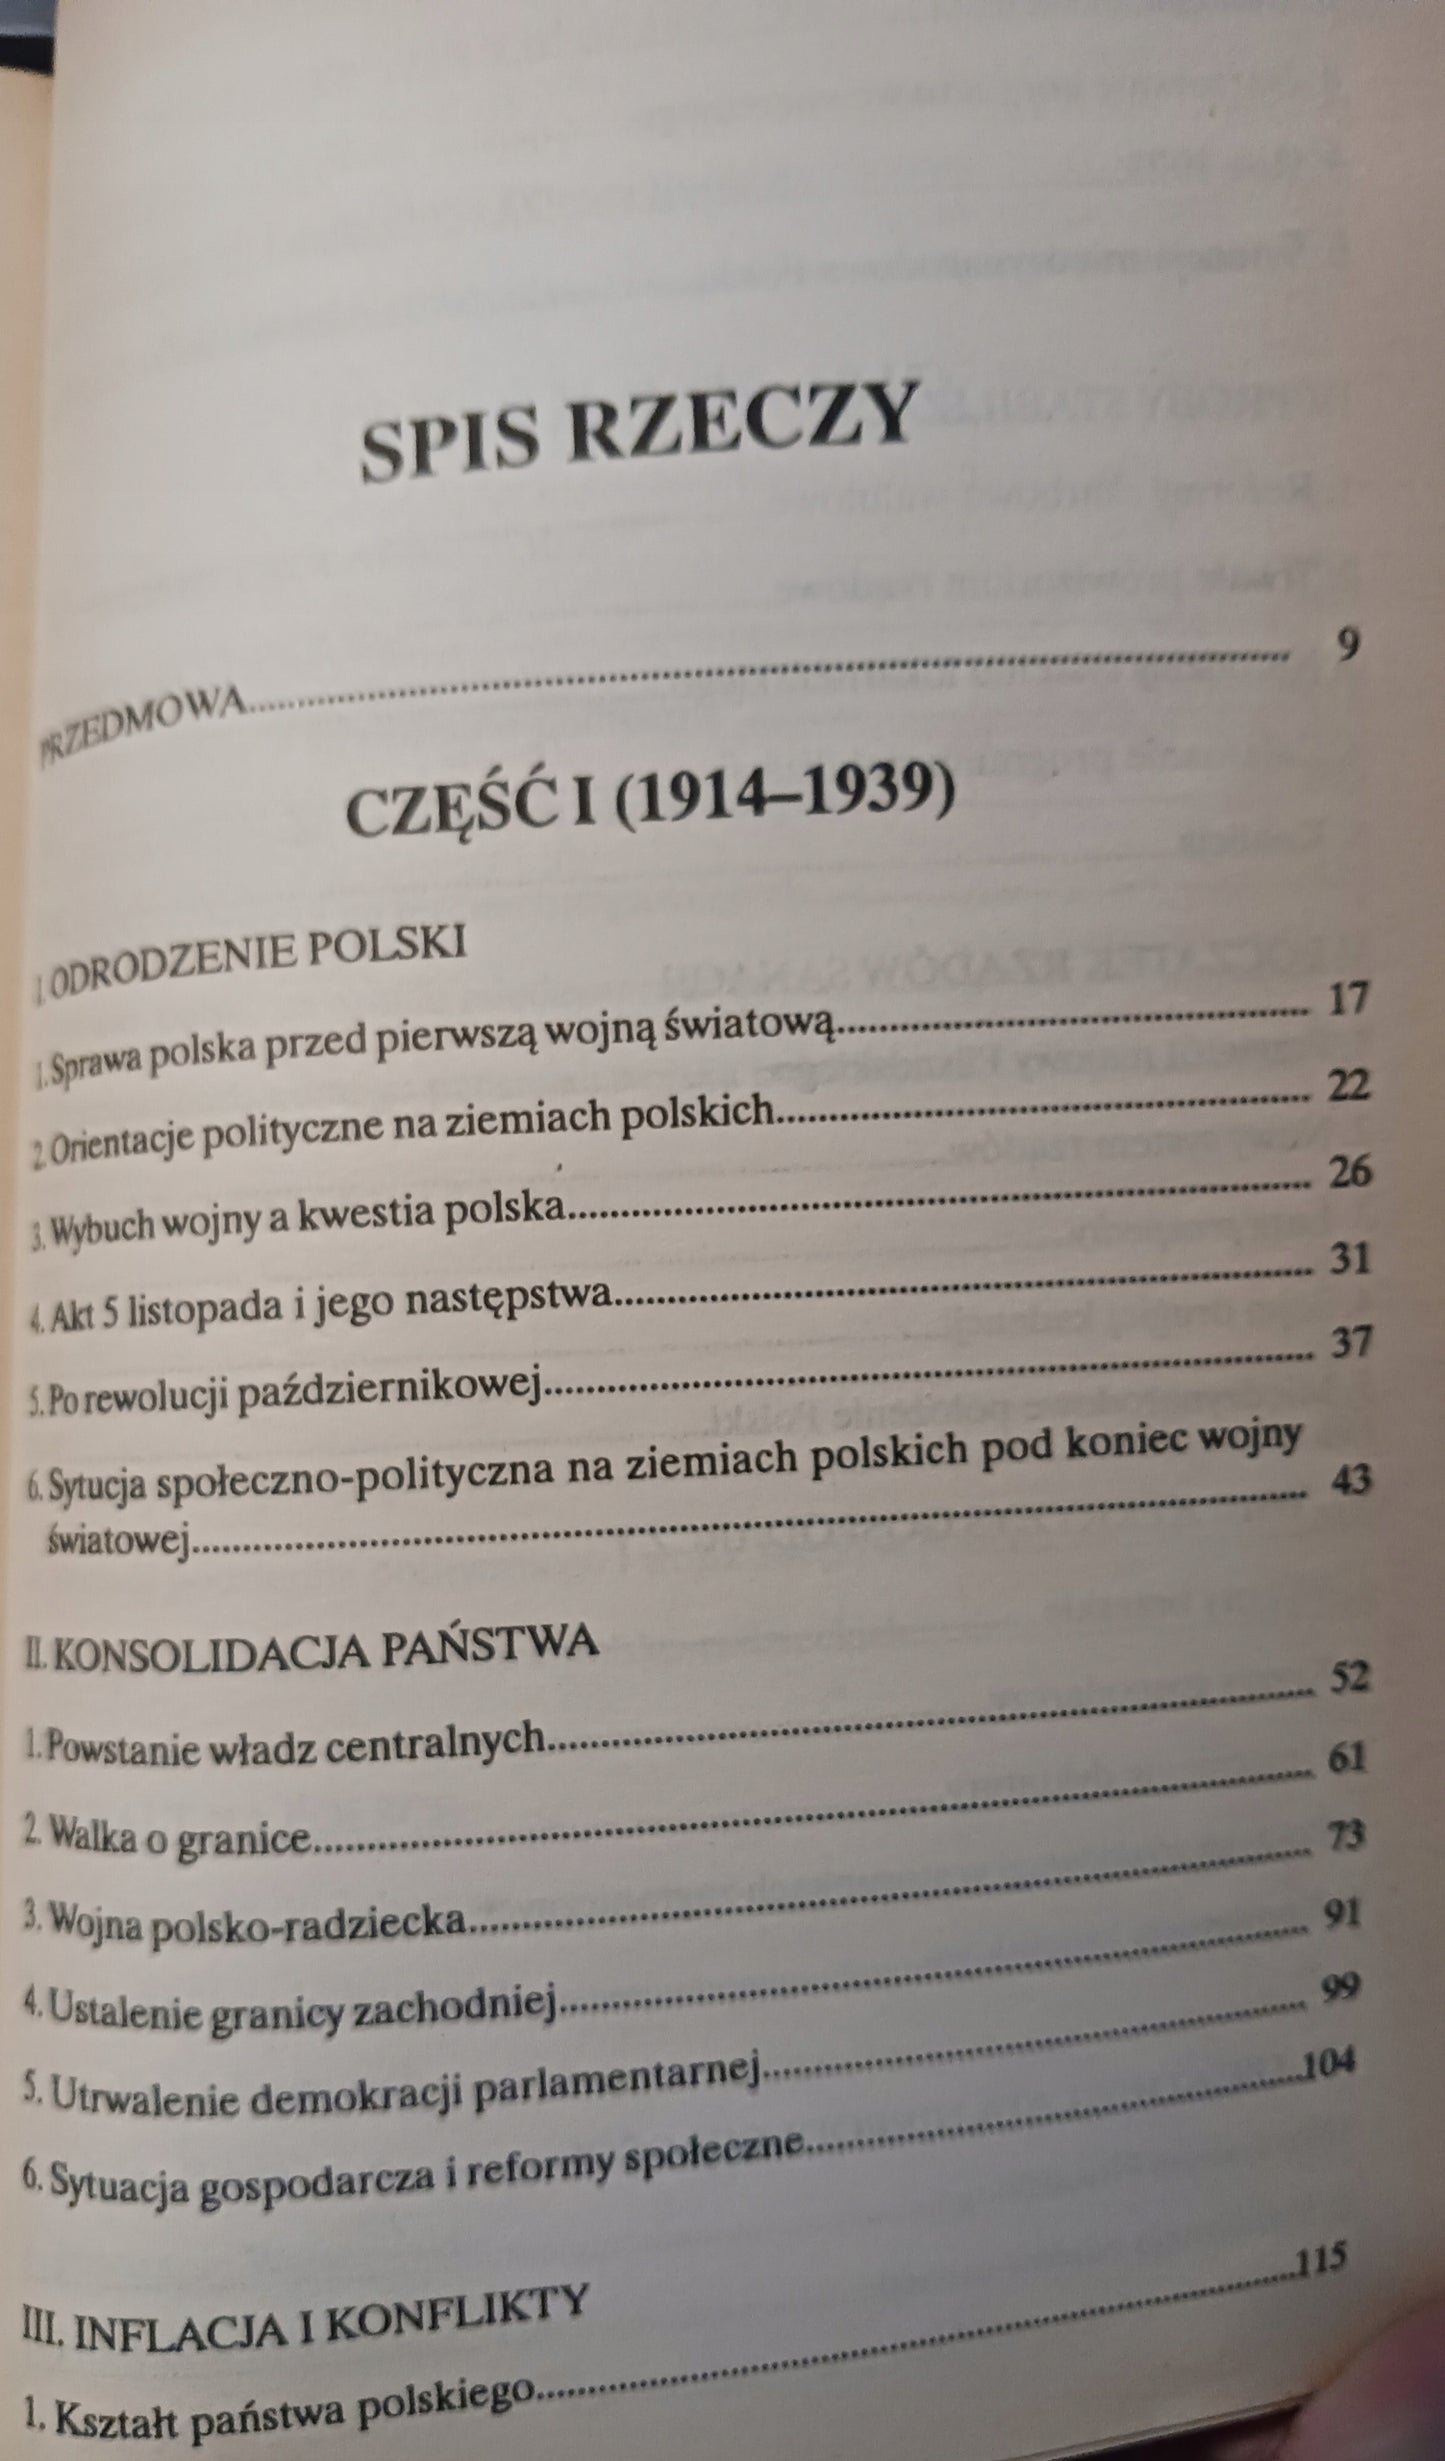 SPIS RZECZY
PRZEDMOWA.......... 9
CZĘŚĆ I (1914–1939)
I ODRODZENIE POLSKI
1. Sprawa polska przed pierwszą wojną światową.......... 17
2. Orientacje polityczne na ziemiach polskich.......... 22
3. Wybuch wojny a kwestia polska.......... 26
4. Akt 5 listopada i jego następstwa.......... 31
5. Po rewolucji październikowej.......... 37
6. Sytucja społeczno-polityczna na ziemiach polskich pod koniec wojny
światowej.......... 43
II. KONSOLIDACJA PAŃSTWA
1. Powstanie władz centralnych.......... 52
2. Walka o granice.......... 61
3. Wojna polsko-radziecka.......... 73
4. Ustalenie granicy zachodniej.......... 91
5. Utrwalenie demokracji parlamentarnej.......... 99
6. Sytuacja gospodarcza i reformy społeczne..........104
III. INFLACJA I KONFLIKTY
1. Kształt państwa polskiego..........115